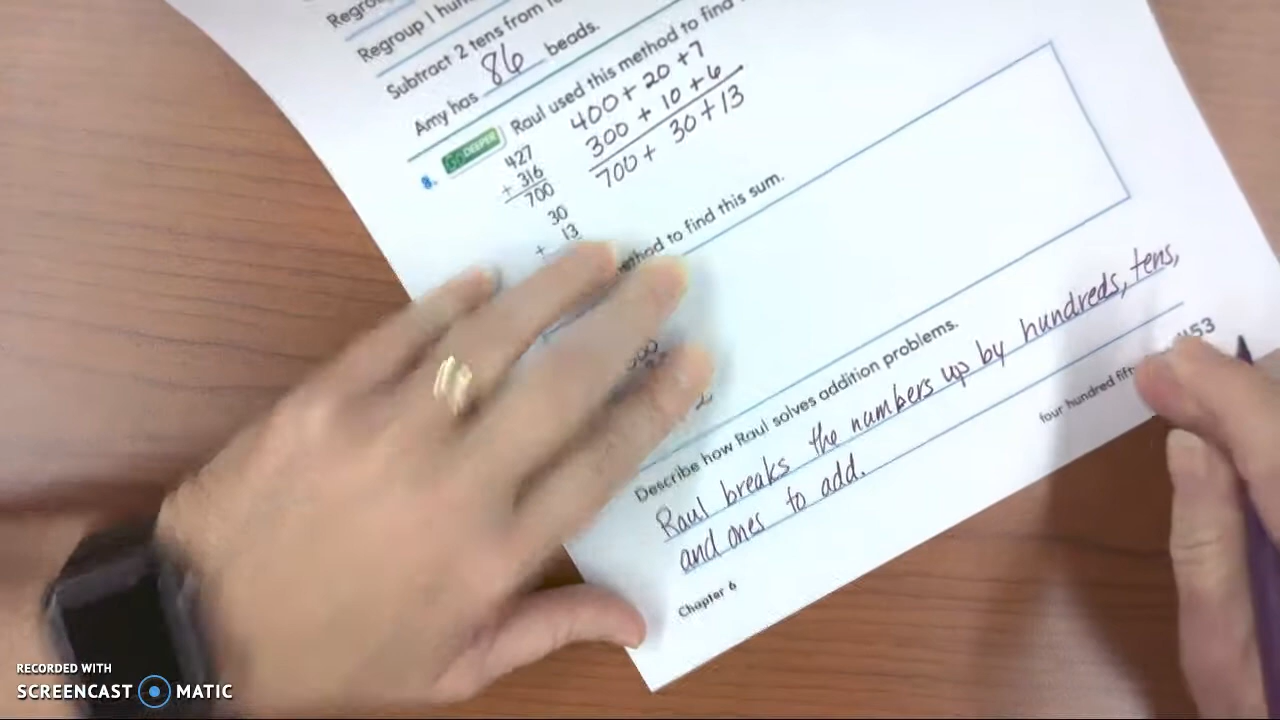 Regroup 1
Subtract 2 tens from
Amy has 86 beads.
8. GO DEEPER Raul used this method to find
427
+ 316
700
30
+ 13
400 + 20 + 7
300 + 10 + 6
700 + 30 + 13
method to find this sum.
Describe how Raul solves addition problems.
Raul breaks the numbers up by hundreds, tens,
and ones to add.
Chapter 6
four hundred
453
RECORDED WITH
SCREENCAST MATIC